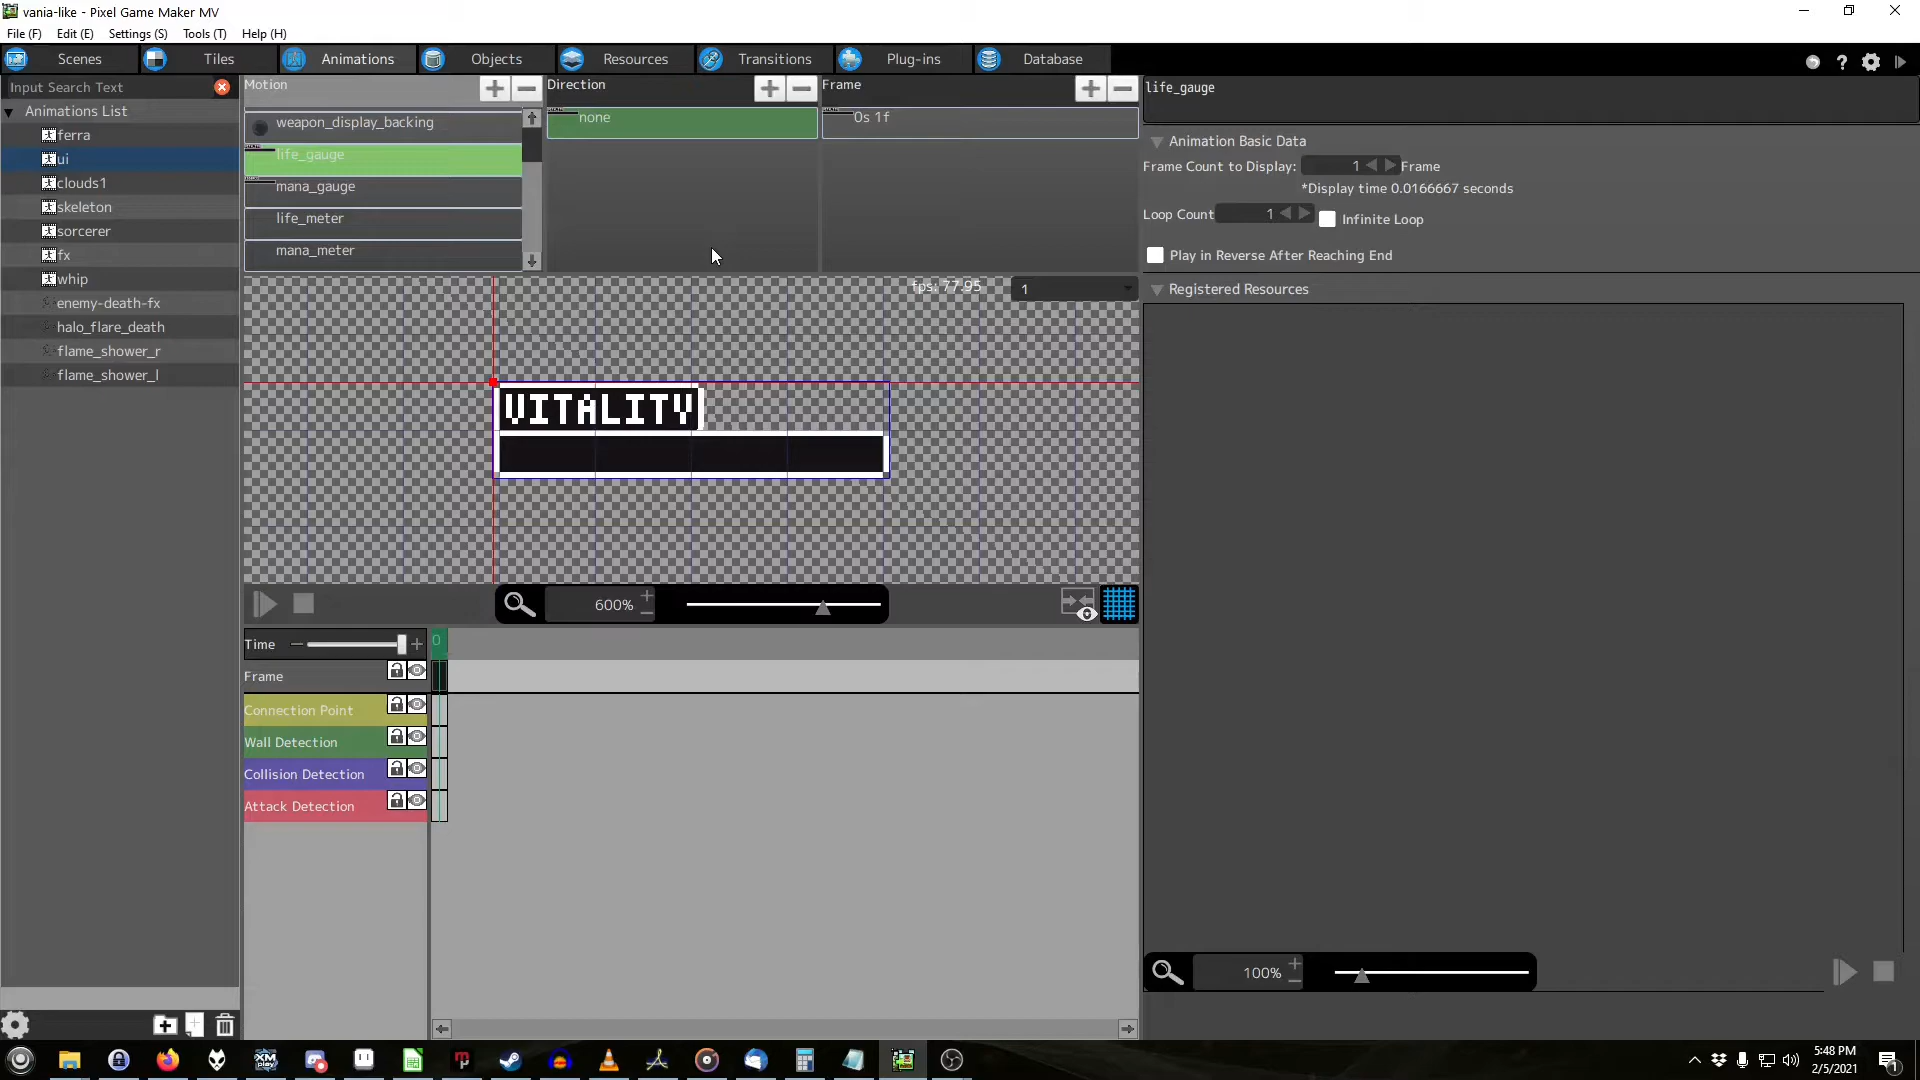 vania-like - Pixel Game Maker MV
File (F) Edit (E) Settings (S) Tools (T) Help (H)
Scenes Tiles Animations Objects Resources Transitions Plug-ins Database
Input Search Text
Animations List
ferra
ui
clouds1
skeleton
sorcerer
fx
whip
enemy-death-fx
halo_flare_death
flame_shower_r
flame_shower_l
Motion
weapon_display_backing
life_gauge
mana_gauge
life_meter
mana_meter
Direction
none
Frame
0s 1f
fps: 77.95
1
VITALITY
600%
Time
0
Frame
Connection Point
Wall Detection
Collision Detection
Attack Detection
life_gauge
Animation Basic Data
Frame Count to Display: 1 Frame
*Display time 0.0166667 seconds
Loop Count 1 Infinite Loop
Play in Reverse After Reaching End
Registered Resources
100%
5:48 PM
2/5/2021
1